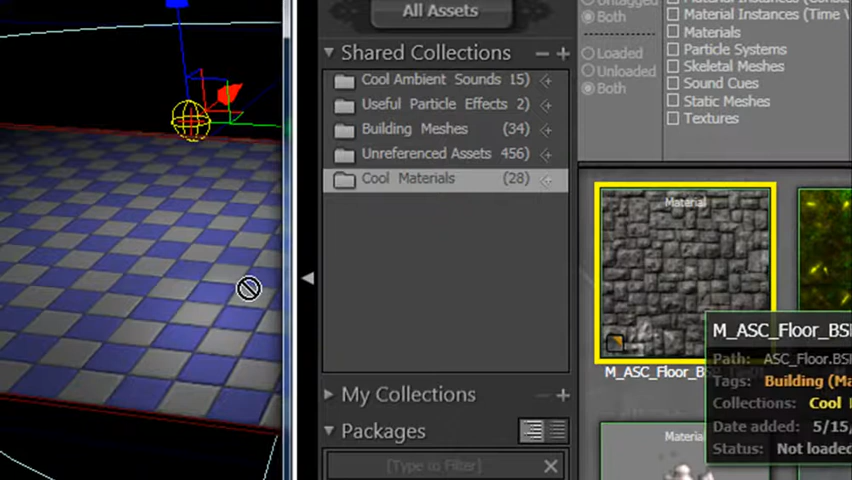 All Assets
Shared Collections
Cool Ambient Sounds 15)
Useful Particle Effects 2)
Building Meshes (34)
Unreferenced Assets 456)
Cool Materials (28)
My Collections
Packages
[Type to Filter]
Untagged
Both
Loaded
Unloaded
Both
Material Instances
Material Instances (Time V
Materials
Particle Systems
Skeletal Meshes
Sound Cues
Static Meshes
Textures
Material
M_ASC_Floor_BS
M_ASC_Floor_BS
Path: ASC_Floor.BS
Tags: Building (Ma
Collections: Cool
Date added: 5/15/
Status: Not loaded
Material